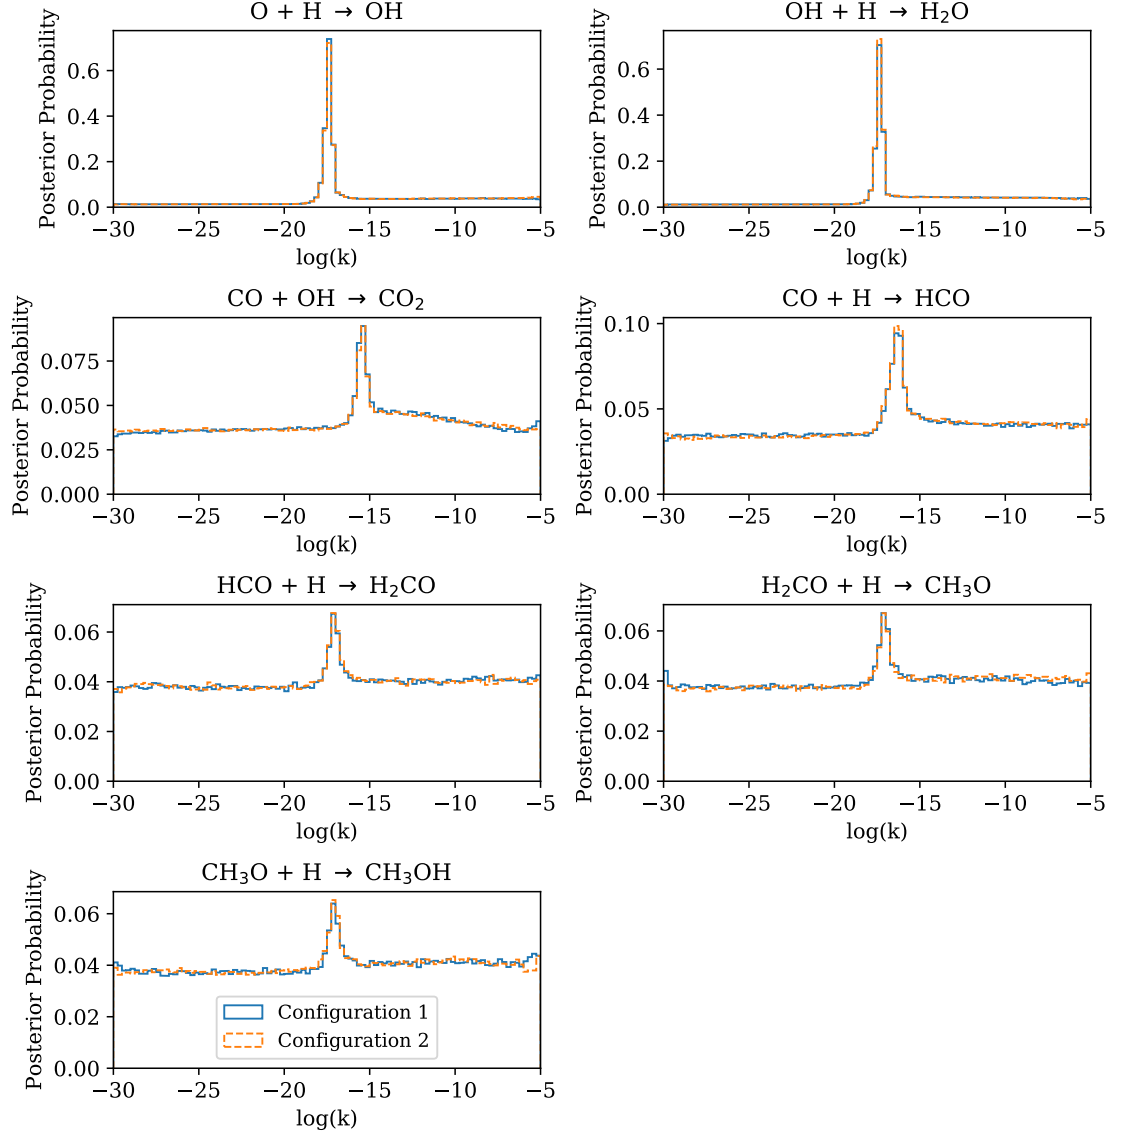 O + H → OH
Posterior Probability
0.6
0.4
0.2
0.0
−30 −25 −20 −15 −10 −5
log(k)
OH + H → H₂O
Posterior Probability
0.6
0.4
0.2
0.0
−30 −25 −20 −15 −10 −5
log(k)
CO + OH → CO₂
Posterior Probability
0.075
0.050
0.025
0.000
−30 −25 −20 −15 −10 −5
log(k)
CO + H → HCO
Posterior Probability
0.10
0.05
0.00
−30 −25 −20 −15 −10 −5
log(k)
HCO + H → H₂CO
Posterior Probability
0.06
0.04
0.02
0.00
−30 −25 −20 −15 −10 −5
log(k)
H₂CO + H → CH₃O
Posterior Probability
0.06
0.04
0.02
0.00
−30 −25 −20 −15 −10 −5
log(k)
CH₃O + H → CH₃OH
Posterior Probability
0.06
0.04
0.02
0.00
Configuration 1
Configuration 2
−30 −25 −20 −15 −10 −5
log(k)